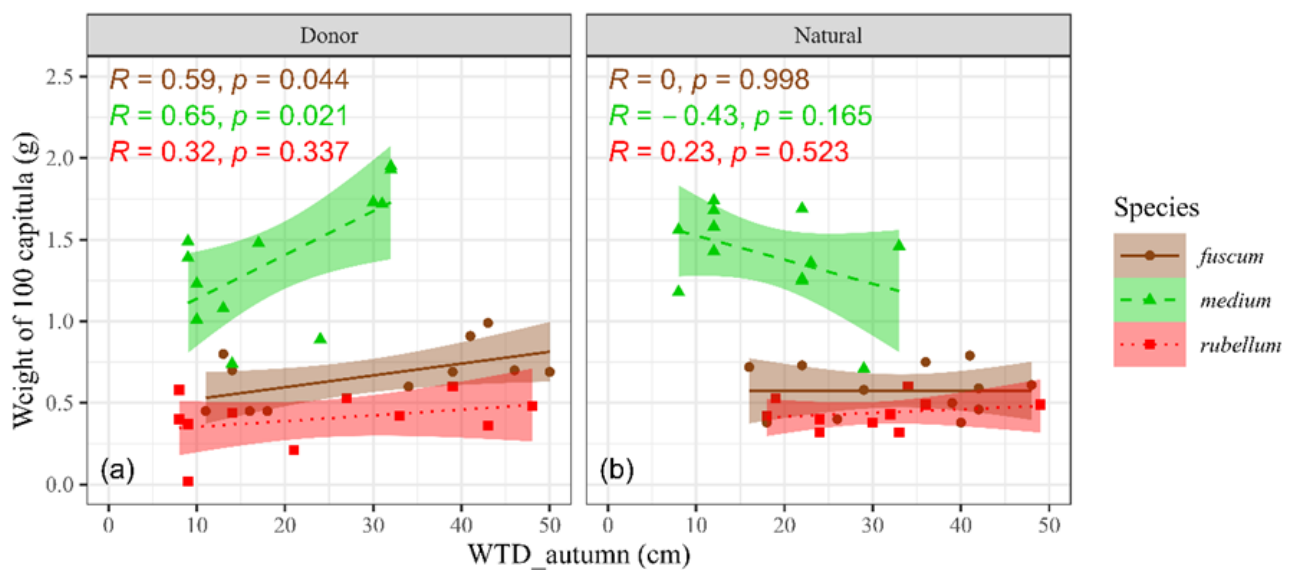 Donor
Natural
R = 0.59, p = 0.044
R = 0.65, p = 0.021
R = 0.32, p = 0.337
R = 0, p = 0.998
R = −0.43, p = 0.165
R = 0.23, p = 0.523
Weight of 100 capitula (g)
2.5
2.0
1.5
1.0
0.5
0.0
(a)
(b)
0 10 20 30 40 50
0 10 20 30 40 50
WTD_autumn (cm)
Species
fuscum
medium
rubellum